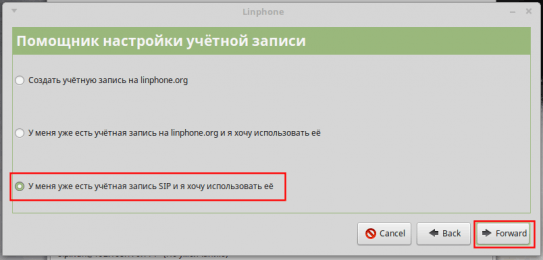 Linphone
Помощник настройки учётной записи
Создать учётную запись на linphone.org
У меня уже есть учётная запись на linphone.org и я хочу использовать её
У меня уже есть учётная запись SIP и я хочу использовать её
Cancel Back Forward